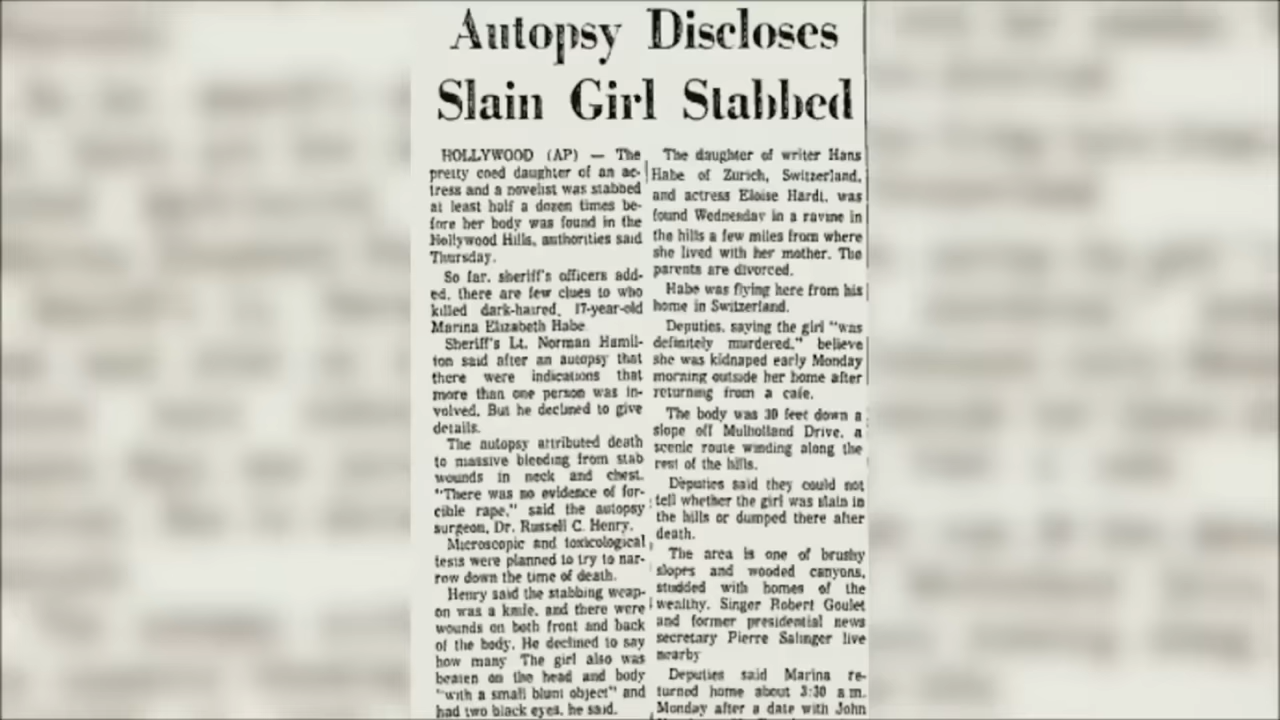 Autopsy Discloses
Slain Girl Stabbed
HOLLYWOOD (AP) — The
pretty coed daughter of an ac-
tress and a novelist was stabbed
at least half a dozen times be-
fore her body was found in the
Hollywood Hills, authorities said
Thursday.
So far, sheriff's officers add-
ed, there are few clues to who
killed dark-haired, 17-year-old
Marina Elizabeth Habe
Sheriff's Lt. Norman Hamil-
ton said after an autopsy that
there were indications that
more than one person was in-
volved. But he declined to give
details.
The autopsy attributed death
to massive bleeding from stab
wounds in neck and chest.
"There was no evidence of for-
cible rape," said the autopsy
surgeon, Dr. Russell C. Henry.
Microscopic and toxicological
tests were planned to try to nar-
row down the time of death.
Henry said the stabbing weap-
on was a knife, and there were
wounds on both front and back
of the body. He declined to say
how many The girl also was
beaten on the head and body
"with a small blunt object" and
had two black eyes, he said.
The daughter of writer Hans
Habe of Zurich, Switzerland,
and actress Eloise Hardt, was
found Wednesday in a ravine in
the hills a few miles from where
she lived with her mother. The
parents are divorced.
Habe was flying here from his
home in Switzerland.
Deputies, saying the girl "was
definitely murdered," believe
she was kidnaped early Monday
morning outside her home after
returning from a cafe.
The body was 30 feet down a
slope off Mulholland Drive, a
scenic route winding along the
rest of the hills.
Deputies said they could not
tell whether the girl was slain in
the hills or dumped there after
death.
The area is one of brushy
slopes and wooded canyons,
studded with homes of the
wealthy. Singer Robert Goulet
and former presidential news
secretary Pierre Salinger live
nearby
Deputies said Marina re-
turned home about 3:30 a.m.
Monday after a date with John